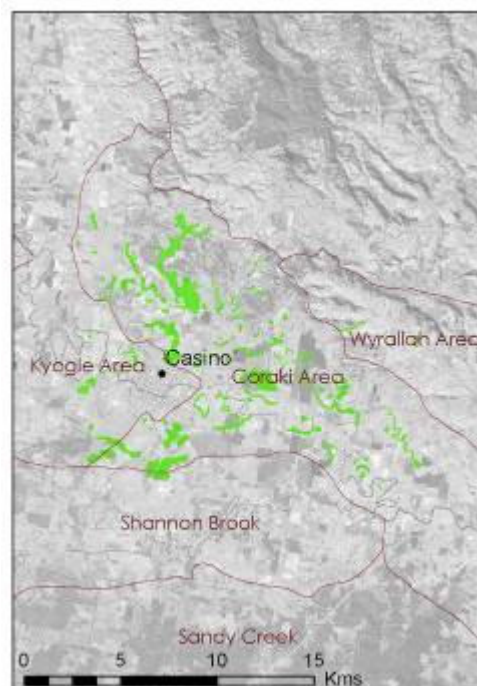 Wyrallah Area
Casino
Kyogle Area
Coraki Area
Shannon Brook
Sandy Creek
0 5 10 15
Kms